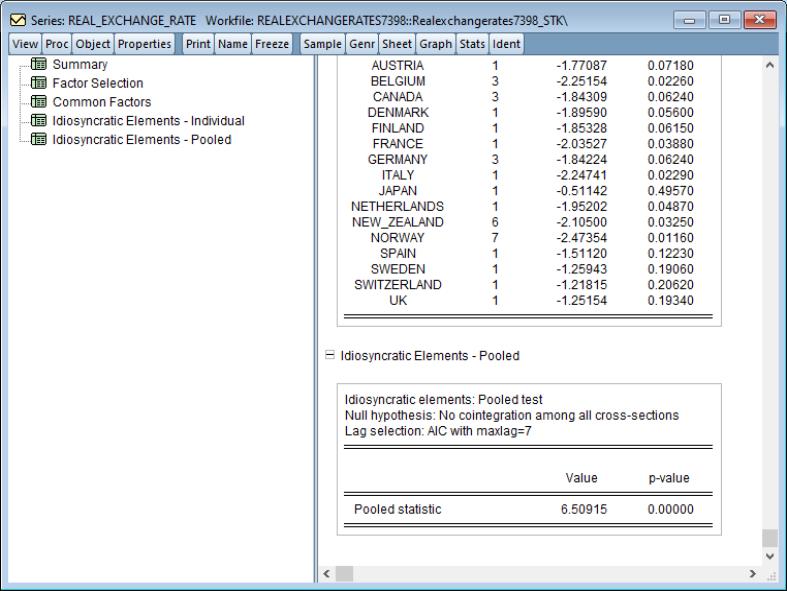 Series: REAL_EXCHANGE_RATE Workfile: REALEXCHANGERATES7398::Realexchangerates7398_STK\
View Proc Object Properties Print Name Freeze Sample Genr Sheet Graph Stats Ident
Summary
Factor Selection
Common Factors
Idiosyncratic Elements - Individual
Idiosyncratic Elements - Pooled
AUSTRIA 1 -1.77087 0.07180
BELGIUM 3 -2.25154 0.02260
CANADA 3 -1.84309 0.06240
DENMARK 1 -1.89590 0.05600
FINLAND 1 -1.85328 0.06150
FRANCE 1 -2.03527 0.03880
GERMANY 3 -1.84224 0.06240
ITALY 1 -2.24741 0.02290
JAPAN 1 -0.51142 0.49570
NETHERLANDS 1 -1.95202 0.04870
NEW_ZEALAND 6 -2.10500 0.03250
NORWAY 7 -2.47354 0.01160
SPAIN 1 -1.51120 0.12230
SWEDEN 1 -1.25943 0.19060
SWITZERLAND 1 -1.21815 0.20620
UK 1 -1.25154 0.19340
Idiosyncratic Elements - Pooled
Idiosyncratic elements: Pooled test
Null hypothesis: No cointegration among all cross-sections
Lag selection: AIC with maxlag=7
Value p-value
Pooled statistic 6.50915 0.00000